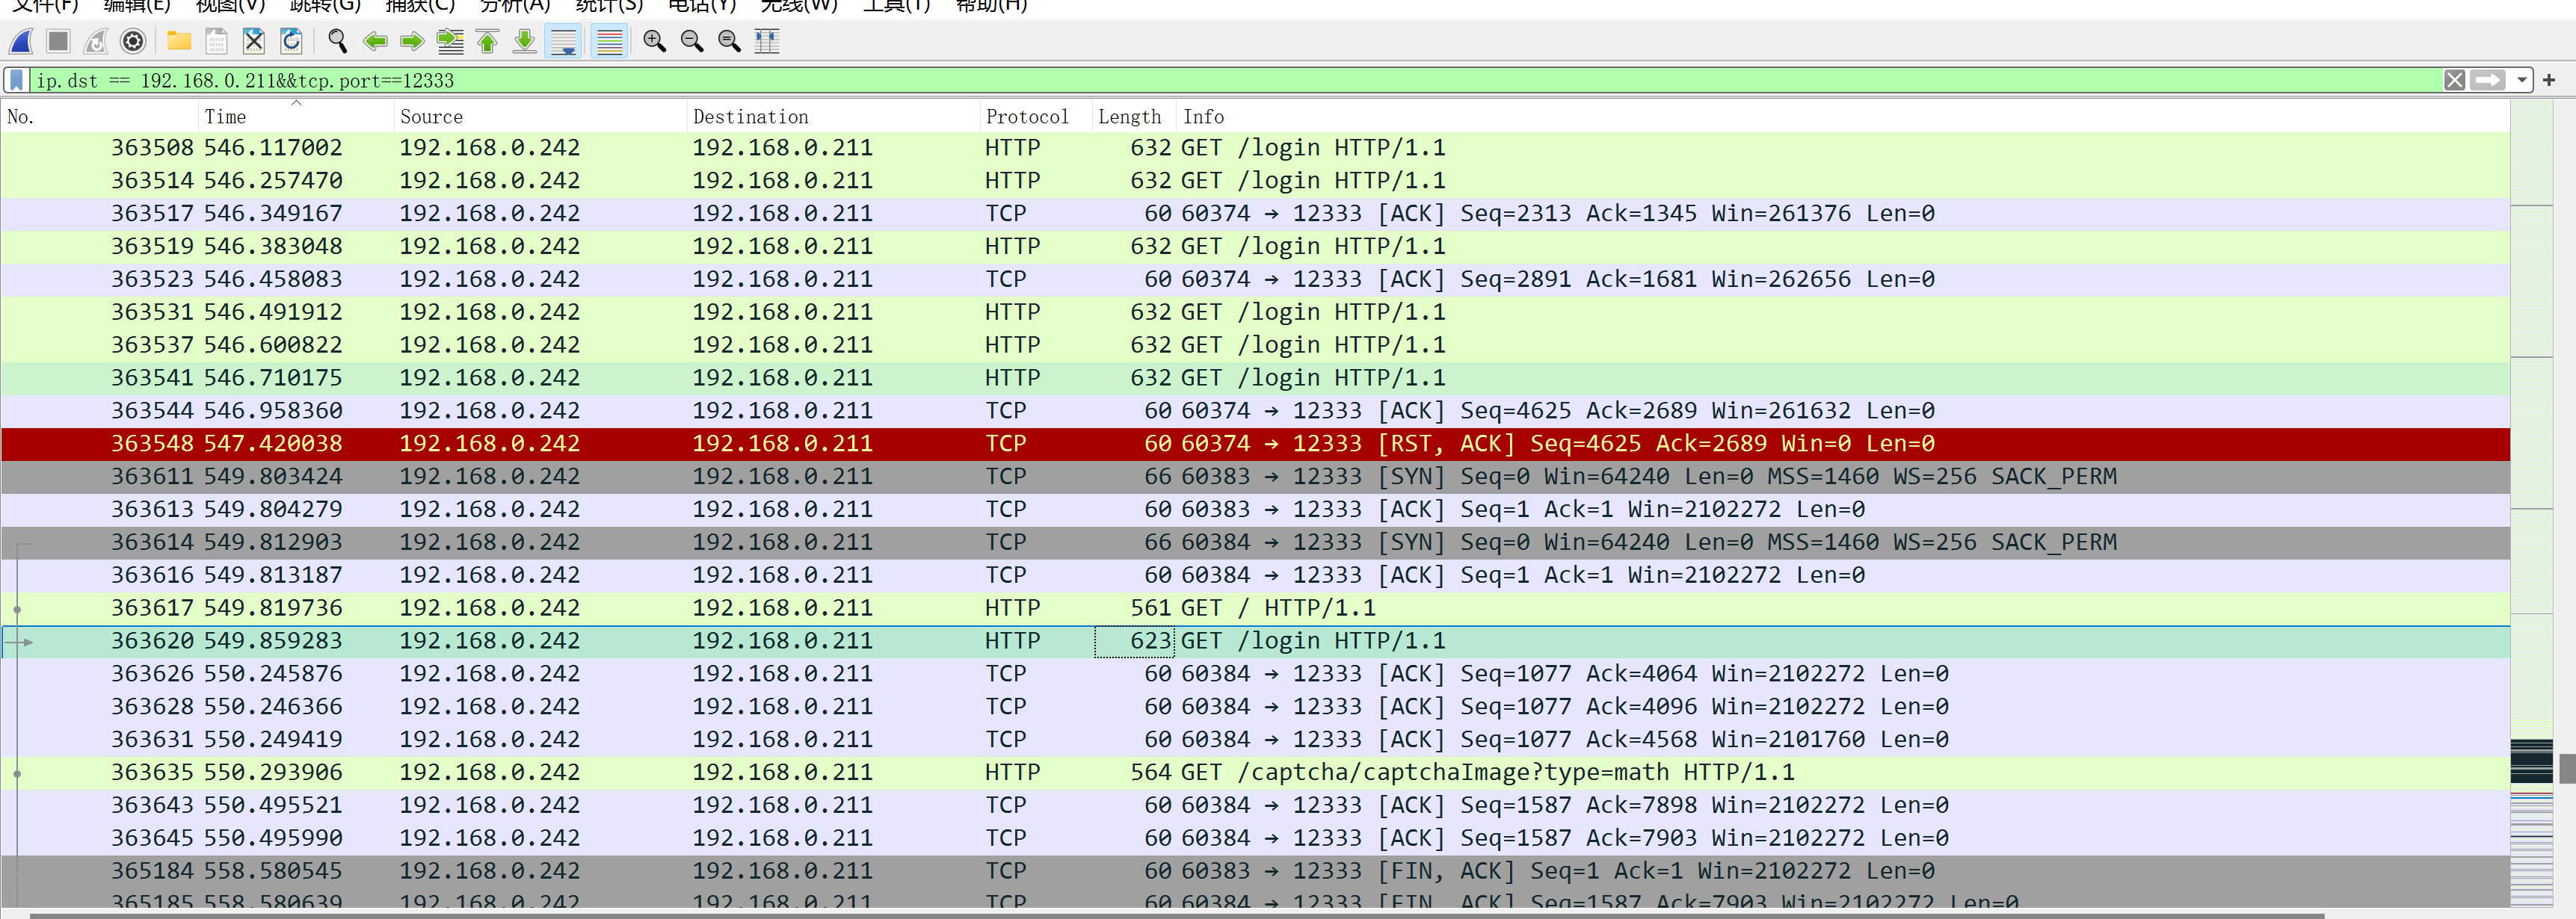 文件(F) 编辑(E) 视图(V) 跳转(G) 捕获(C) 分析(A) 统计(S) 电话(Y) 无线(W) 工具(T) 帮助(H)
ip.dst == 192.168.0.211&&tcp.port==12333
No. Time Source Destination Protocol Length Info
363508 546.117002 192.168.0.242 192.168.0.211 HTTP 632 GET /login HTTP/1.1
363514 546.257470 192.168.0.242 192.168.0.211 HTTP 632 GET /login HTTP/1.1
363517 546.349167 192.168.0.242 192.168.0.211 TCP 60 60374 → 12333 [ACK] Seq=2313 Ack=1345 Win=261376 Len=0
363519 546.383048 192.168.0.242 192.168.0.211 HTTP 632 GET /login HTTP/1.1
363523 546.458083 192.168.0.242 192.168.0.211 TCP 60 60374 → 12333 [ACK] Seq=2891 Ack=1681 Win=262656 Len=0
363531 546.491912 192.168.0.242 192.168.0.211 HTTP 632 GET /login HTTP/1.1
363537 546.600822 192.168.0.242 192.168.0.211 HTTP 632 GET /login HTTP/1.1
363541 546.710175 192.168.0.242 192.168.0.211 HTTP 632 GET /login HTTP/1.1
363544 546.958360 192.168.0.242 192.168.0.211 TCP 60 60374 → 12333 [ACK] Seq=4625 Ack=2689 Win=261632 Len=0
363548 547.420038 192.168.0.242 192.168.0.211 TCP 60 60374 → 12333 [RST, ACK] Seq=4625 Ack=2689 Win=0 Len=0
363611 549.803424 192.168.0.242 192.168.0.211 TCP 66 60383 → 12333 [SYN] Seq=0 Win=64240 Len=0 MSS=1460 WS=256 SACK_PERM
363613 549.804279 192.168.0.242 192.168.0.211 TCP 60 60383 → 12333 [ACK] Seq=1 Ack=1 Win=2102272 Len=0
363614 549.812903 192.168.0.242 192.168.0.211 TCP 66 60384 → 12333 [SYN] Seq=0 Win=64240 Len=0 MSS=1460 WS=256 SACK_PERM
363616 549.813187 192.168.0.242 192.168.0.211 TCP 60 60384 → 12333 [ACK] Seq=1 Ack=1 Win=2102272 Len=0
363617 549.819736 192.168.0.242 192.168.0.211 HTTP 561 GET / HTTP/1.1
363620 549.859283 192.168.0.242 192.168.0.211 HTTP 623 GET /login HTTP/1.1
363626 550.245876 192.168.0.242 192.168.0.211 TCP 60 60384 → 12333 [ACK] Seq=1077 Ack=4064 Win=2102272 Len=0
363628 550.246366 192.168.0.242 192.168.0.211 TCP 60 60384 → 12333 [ACK] Seq=1077 Ack=4096 Win=2102272 Len=0
363631 550.249419 192.168.0.242 192.168.0.211 TCP 60 60384 → 12333 [ACK] Seq=1077 Ack=4568 Win=2101760 Len=0
363635 550.293906 192.168.0.242 192.168.0.211 HTTP 564 GET /captcha/captchaImage?type=math HTTP/1.1
363643 550.495521 192.168.0.242 192.168.0.211 TCP 60 60384 → 12333 [ACK] Seq=1587 Ack=7898 Win=2102272 Len=0
363645 550.495990 192.168.0.242 192.168.0.211 TCP 60 60384 → 12333 [ACK] Seq=1587 Ack=7903 Win=2102272 Len=0
365184 558.580545 192.168.0.242 192.168.0.211 TCP 60 60383 → 12333 [FIN, ACK] Seq=1 Ack=1 Win=2102272 Len=0
365185 558.580639 192.168.0.242 192.168.0.211 TCP 60 60384 → 12333 [FIN, ACK] Seq=1587 Ack=7903 Win=2102272 Len=0